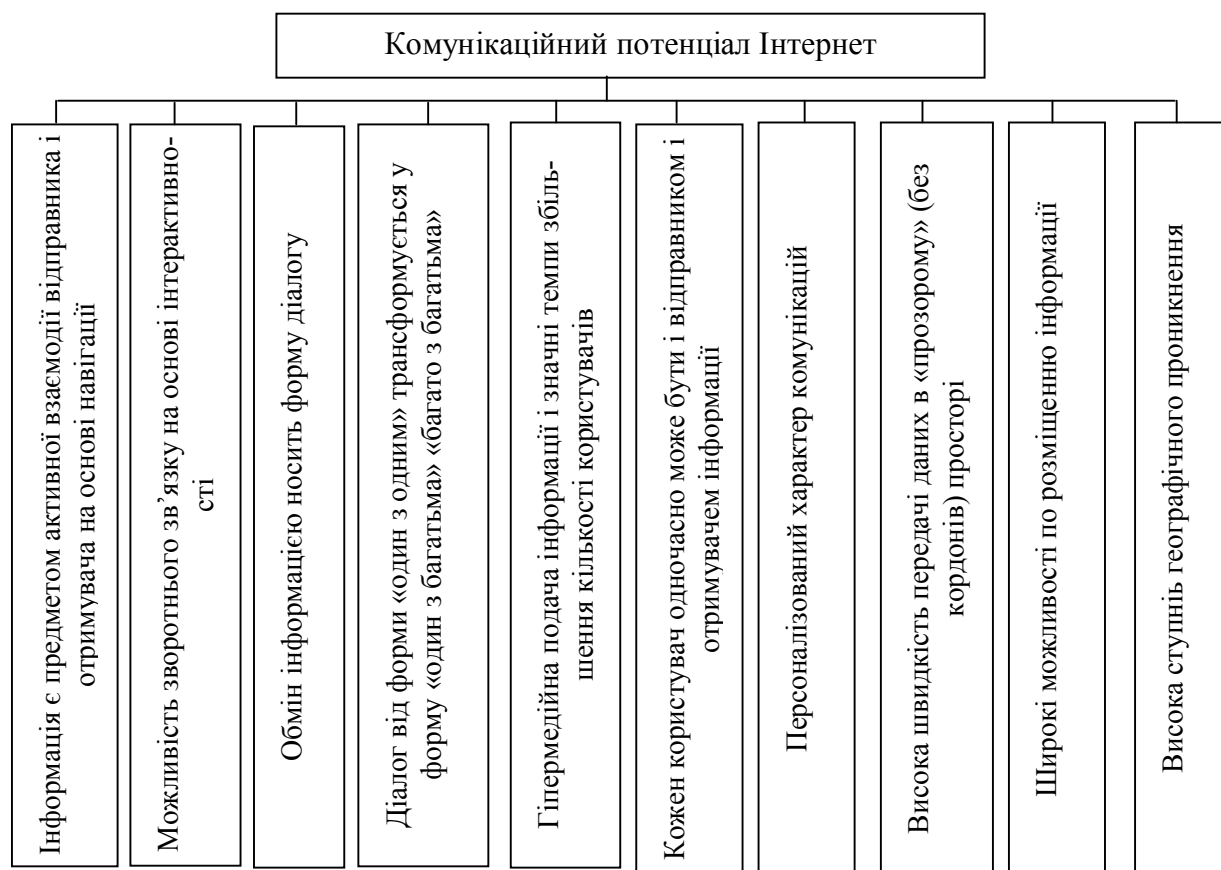 Комунікаційний потенціал Інтернет
Інформація є предметом активної взаємодії відправника і
отримувача на основі навігації
Можливість зворотнього зв’язку на основі інтерактивно-
сті
Обмін інформацією носить форму діалогу
Діалог від форми «один з одним» трансформується у
форму «один з багатьма» «багато з багатьма»
Гіпермедійна подача інформації і значні темпи збіль-
шення кількості користувачів
Кожен користувач одночасно може бути і відправником і
отримувачем інформації
Персоналізований характер комунікацій
Висока швидкість передачі даних в «прозорому» (без
кордонів) просторі
Широкі можливості по розміщенню інформації
Висока ступнь географічного проникнення